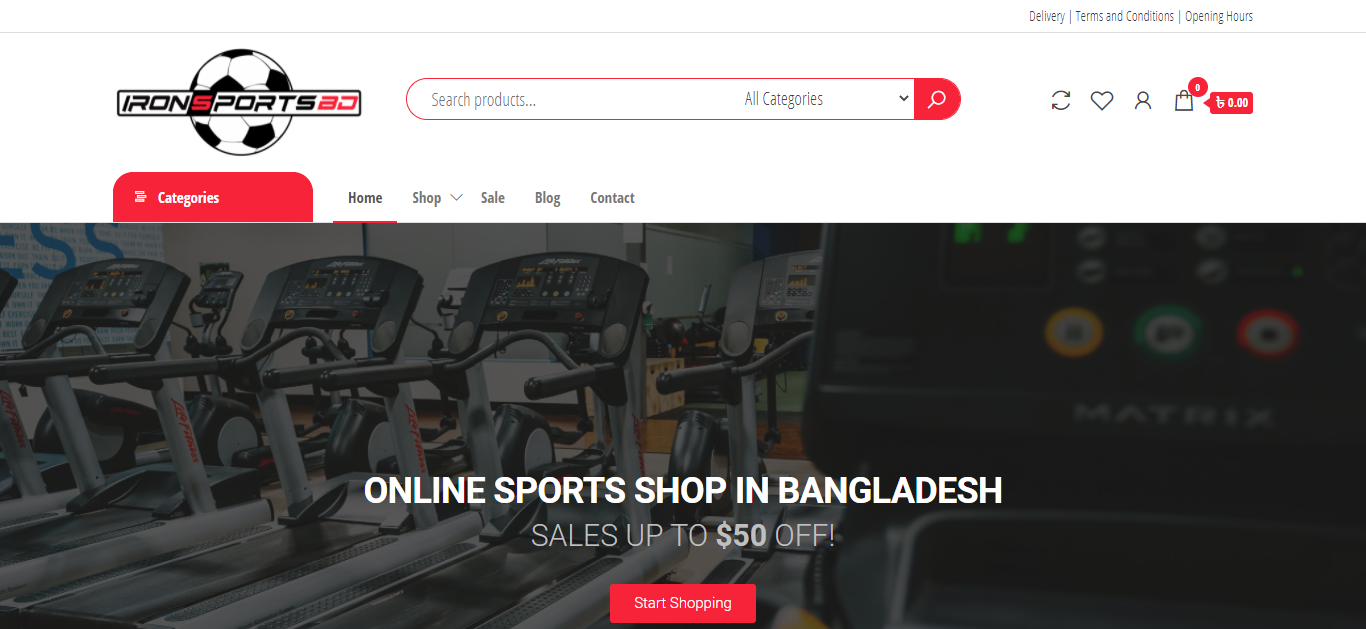 Delivery | Terms and Conditions | Opening Hours
IRONSPORTSBD
Search products...
All Categories
0
৳ 0.00
Categories
Home
Shop
Sale
Blog
Contact
MATRIX
ONLINE SPORTS SHOP IN BANGLADESH
SALES UP TO $50 OFF!
Start Shopping